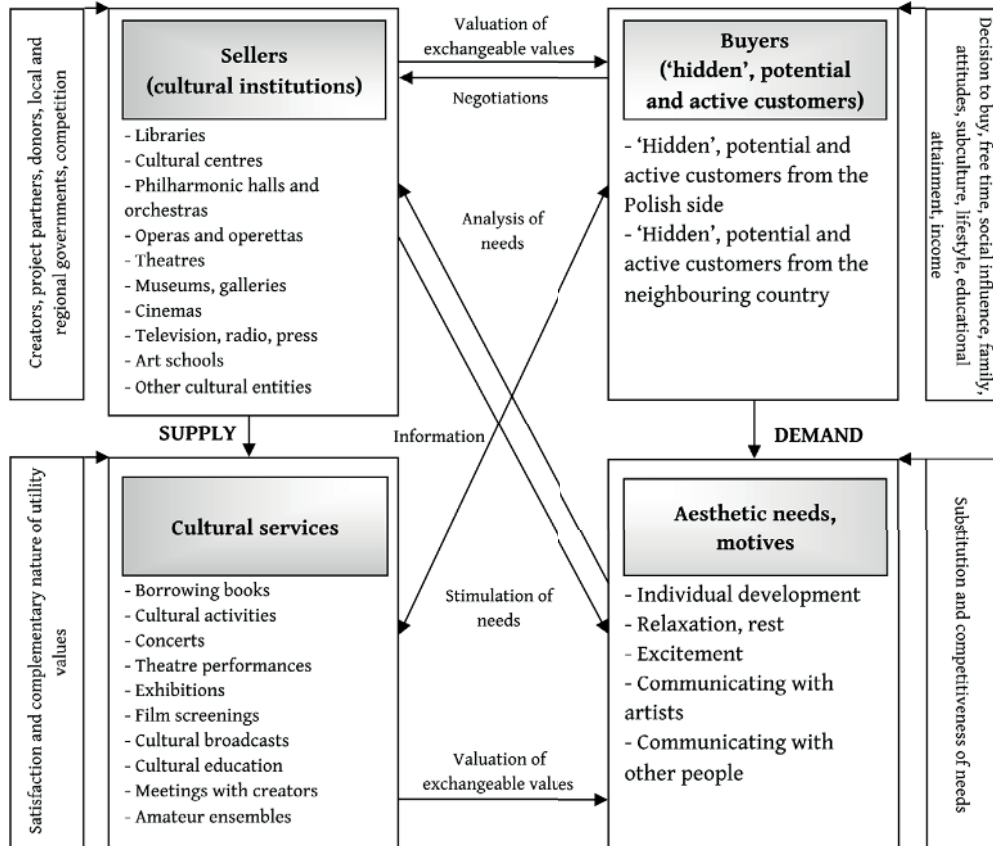 Creators, project partners, donors, local and
regional governments, competition
Sellers
(cultural institutions)
- Libraries
- Cultural centres
- Philharmonic halls and
orchestras
- Operas and operettas
- Theatres
- Museums, galleries
- Cinemas
- Television, radio, press
- Art schools
- Other cultural entities
Valuation of
exchangeable values
Negotiations
Buyers
(‘hidden’, potential
and active customers)
- ‘Hidden’, potential and
active customers from the
Polish side
- ‘Hidden’, potential and
active customers from the
neighbouring country
Decision to buy, free time, social influence, family,
attitudes, subculture, lifestyle, educational
attainment, income
Analysis of
needs
SUPPLY
Information
DEMAND
Satisfaction and complementary nature of utility
values
Cultural services
- Borrowing books
- Cultural activities
- Concerts
- Theatre performances
- Exhibitions
- Film screenings
- Cultural broadcasts
- Cultural education
- Meetings with creators
- Amateur ensembles
Stimulation of
needs
Valuation of
exchangeable values
Aesthetic needs,
motives
- Individual development
- Relaxation, rest
- Excitement
- Communicating with
artists
- Communicating with
other people
Substitution and competitiveness of needs